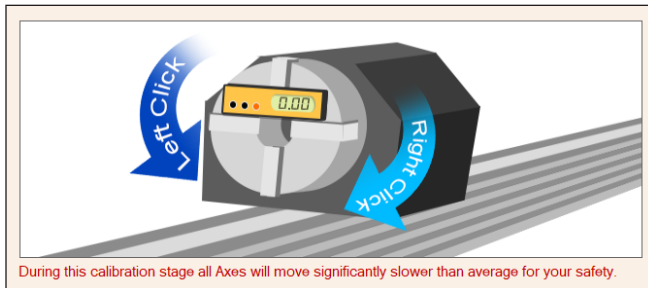 Left Click
0.00
Right Click
During this calibration stage all Axes will move significantly slower than average for your safety.